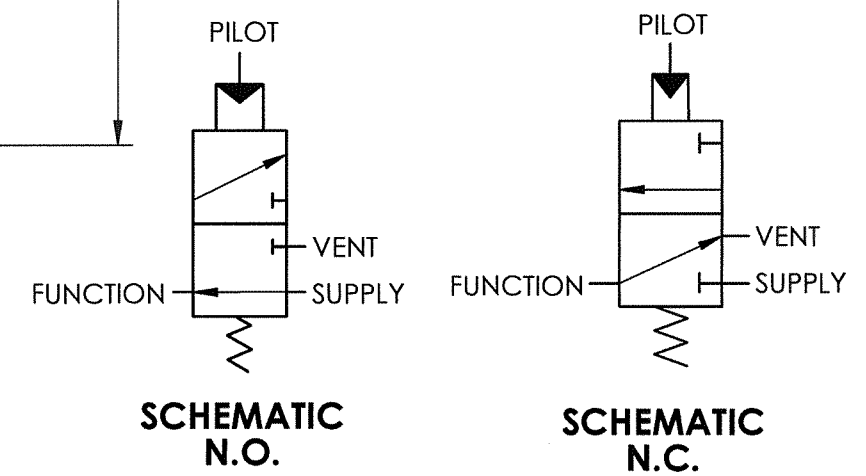 PILOT
VENT
FUNCTION
SUPPLY
SCHEMATIC
N.O.
PILOT
VENT
FUNCTION
SUPPLY
SCHEMATIC
N.C.